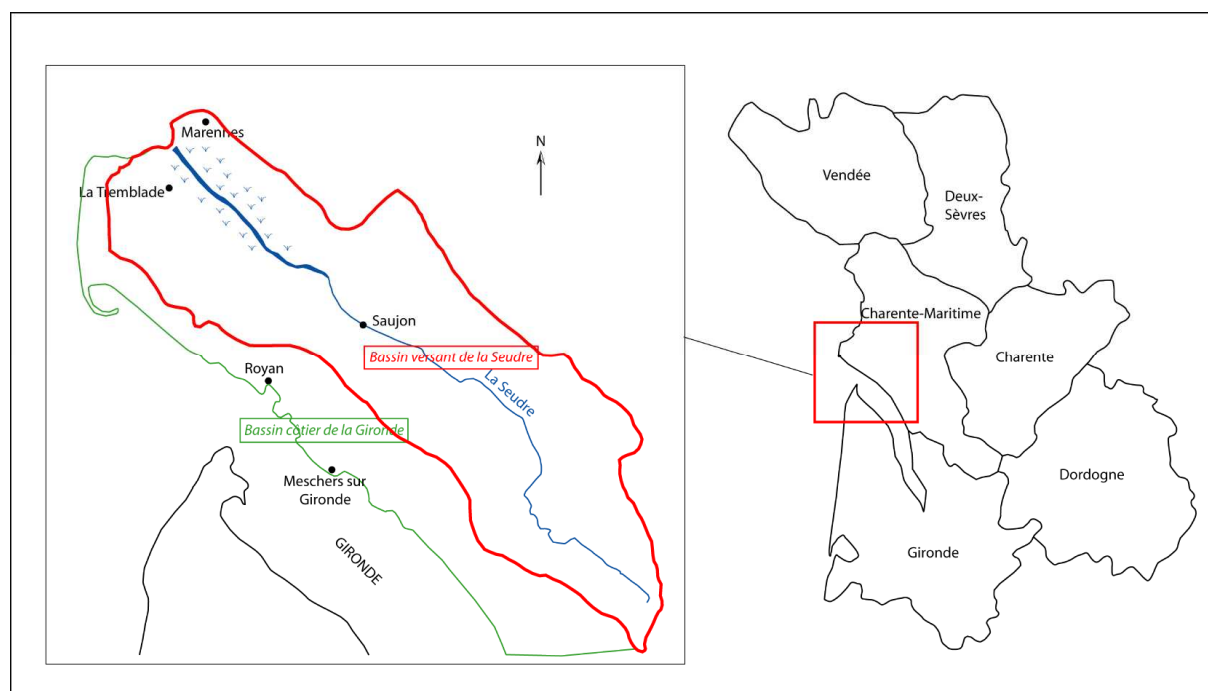 Marennes
N
La Tremblade
Saujon
Bassin versant de la Seudre
La Seudre
Royan
Bassin côtier de la Gironde
Meschers sur
Gironde
GIRONDE
Vendée
Deux-
Sèvres
Charente-Maritime
Charente
Dordogne
Gironde